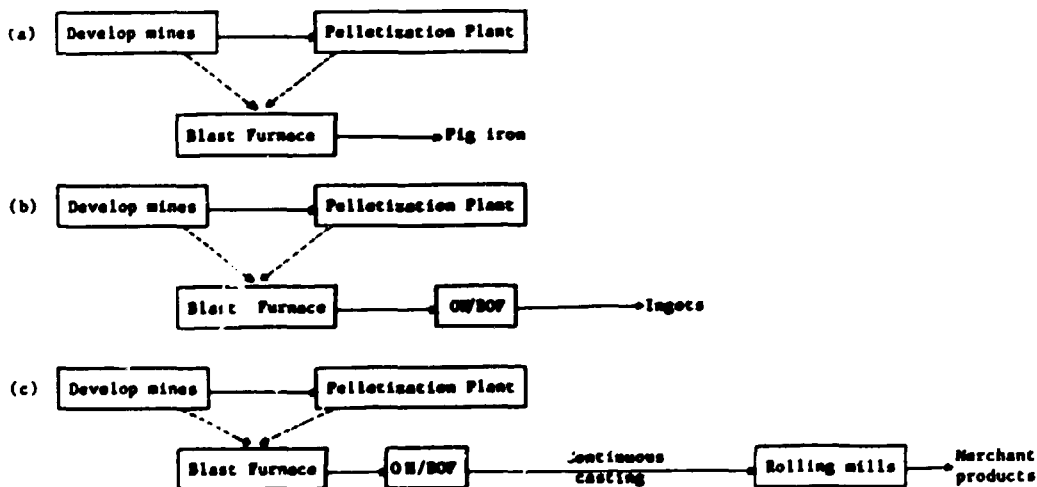 (a) Develop mines Pelletization Plant
Blast Furnace Pig iron
(b) Develop mines Pelletization Plant
Blast Furnace OH/BOF Ingots
(c) Develop mines Pelletization Plant
Blast Furnace OH/BOF Continuous casting Rolling mills Merchant products